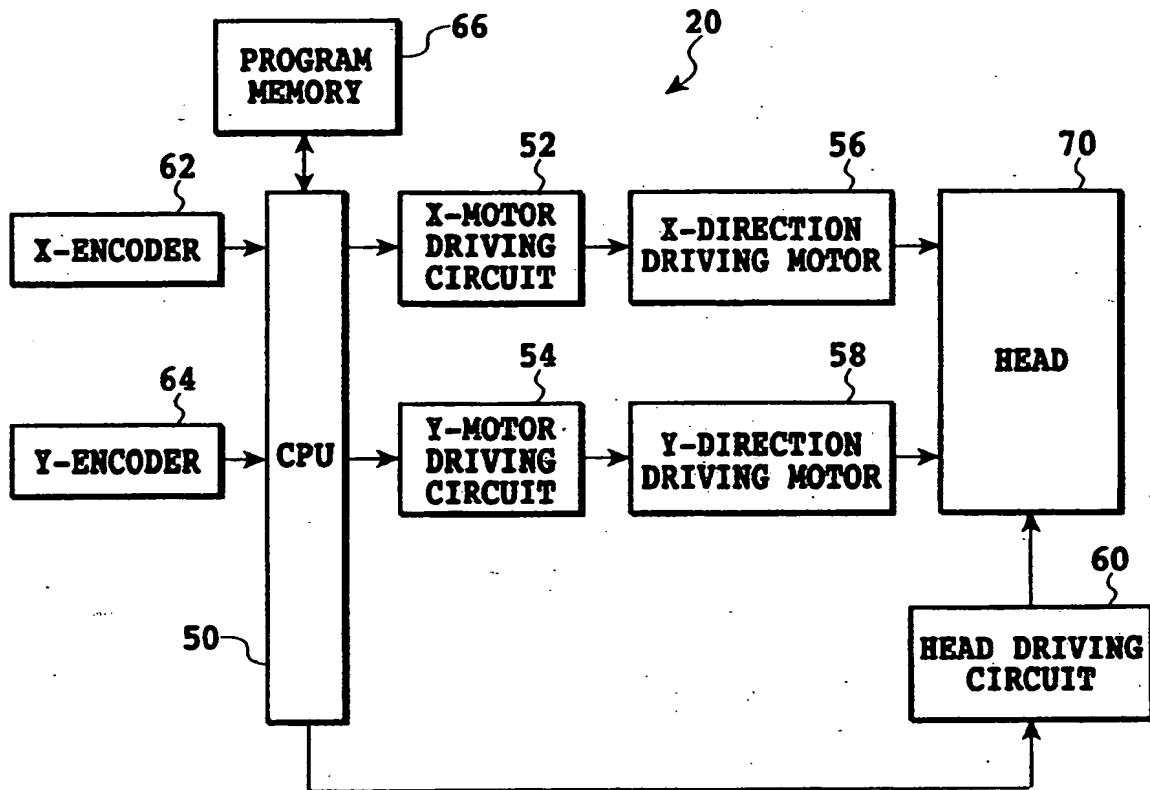 66
20
PROGRAM
MEMORY
62
52
56
70
X-ENCODER
X-MOTOR
DRIVING
CIRCUIT
X-DIRECTION
DRIVING MOTOR
HEAD
64
54
58
Y-ENCODER
CPU
Y-MOTOR
DRIVING
CIRCUIT
Y-DIRECTION
DRIVING MOTOR
60
50
HEAD DRIVING
CIRCUIT